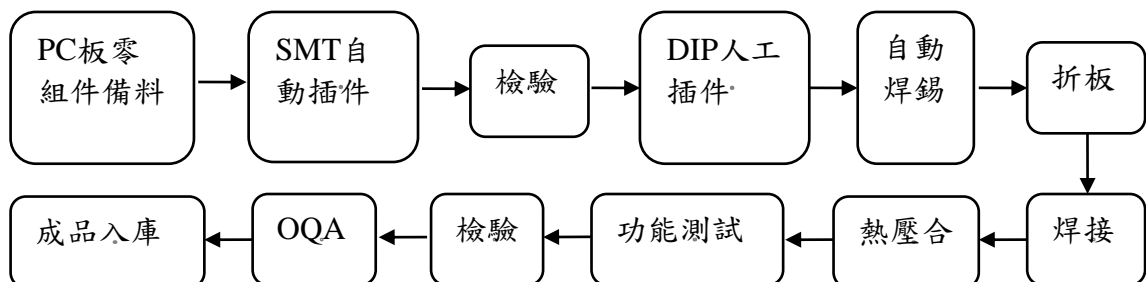 PC板零
組件備料
SMT自
動插件
檢驗
DIP人工
插件
自動
焊錫
折板
焊接
熱壓合
功能測試
檢驗
OQA
成品入庫